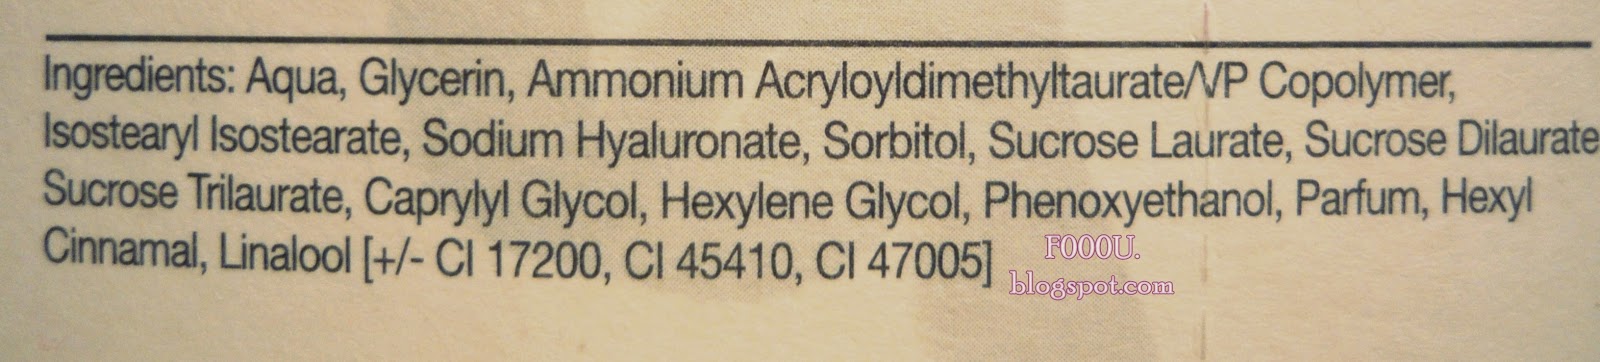 Ingredients: Aqua, Glycerin, Ammonium Acryloyldimethyltaurate/VP Copolymer,
Isostearyl Isostearate, Sodium Hyaluronate, Sorbitol, Sucrose Laurate, Sucrose Dilaurate
Sucrose Trilaurate, Caprylyl Glycol, Hexylene Glycol, Phenoxyethanol, Parfum, Hexyl
Cinnamal, Linalool [+/- CI 17200, CI 45410, CI 47005]
F000U.
blogspot.com